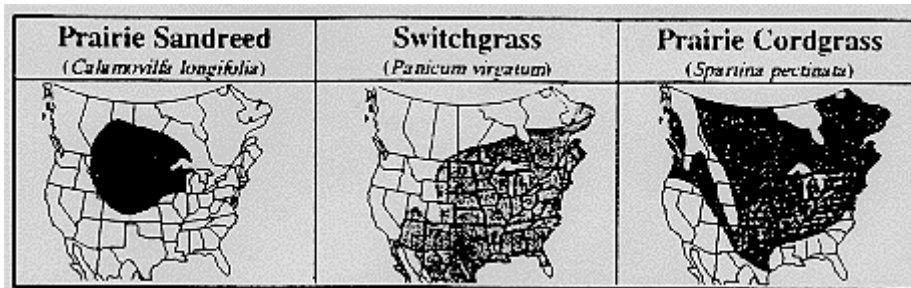 Prairie Sandreed
(Calamovilfa longifolia)
Switchgrass
(Panicum virgatum)
Prairie Cordgrass
(Spartina pectinata)